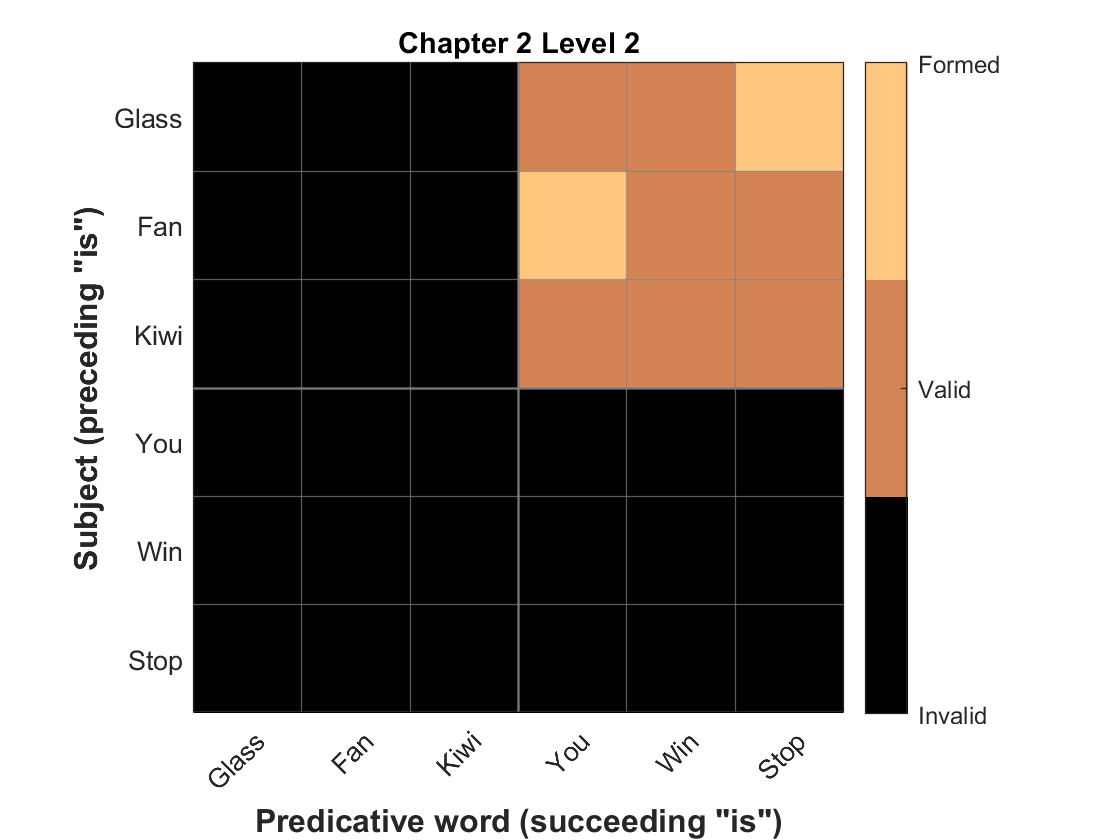 Chapter 2 Level 2
Formed
Glass
Fan
Kiwi
Valid
You
Win
Stop
Invalid
Subject (preceding "is")
Glass
Fan
Kiwi
You
Win
Stop
Predicative word (succeeding "is")